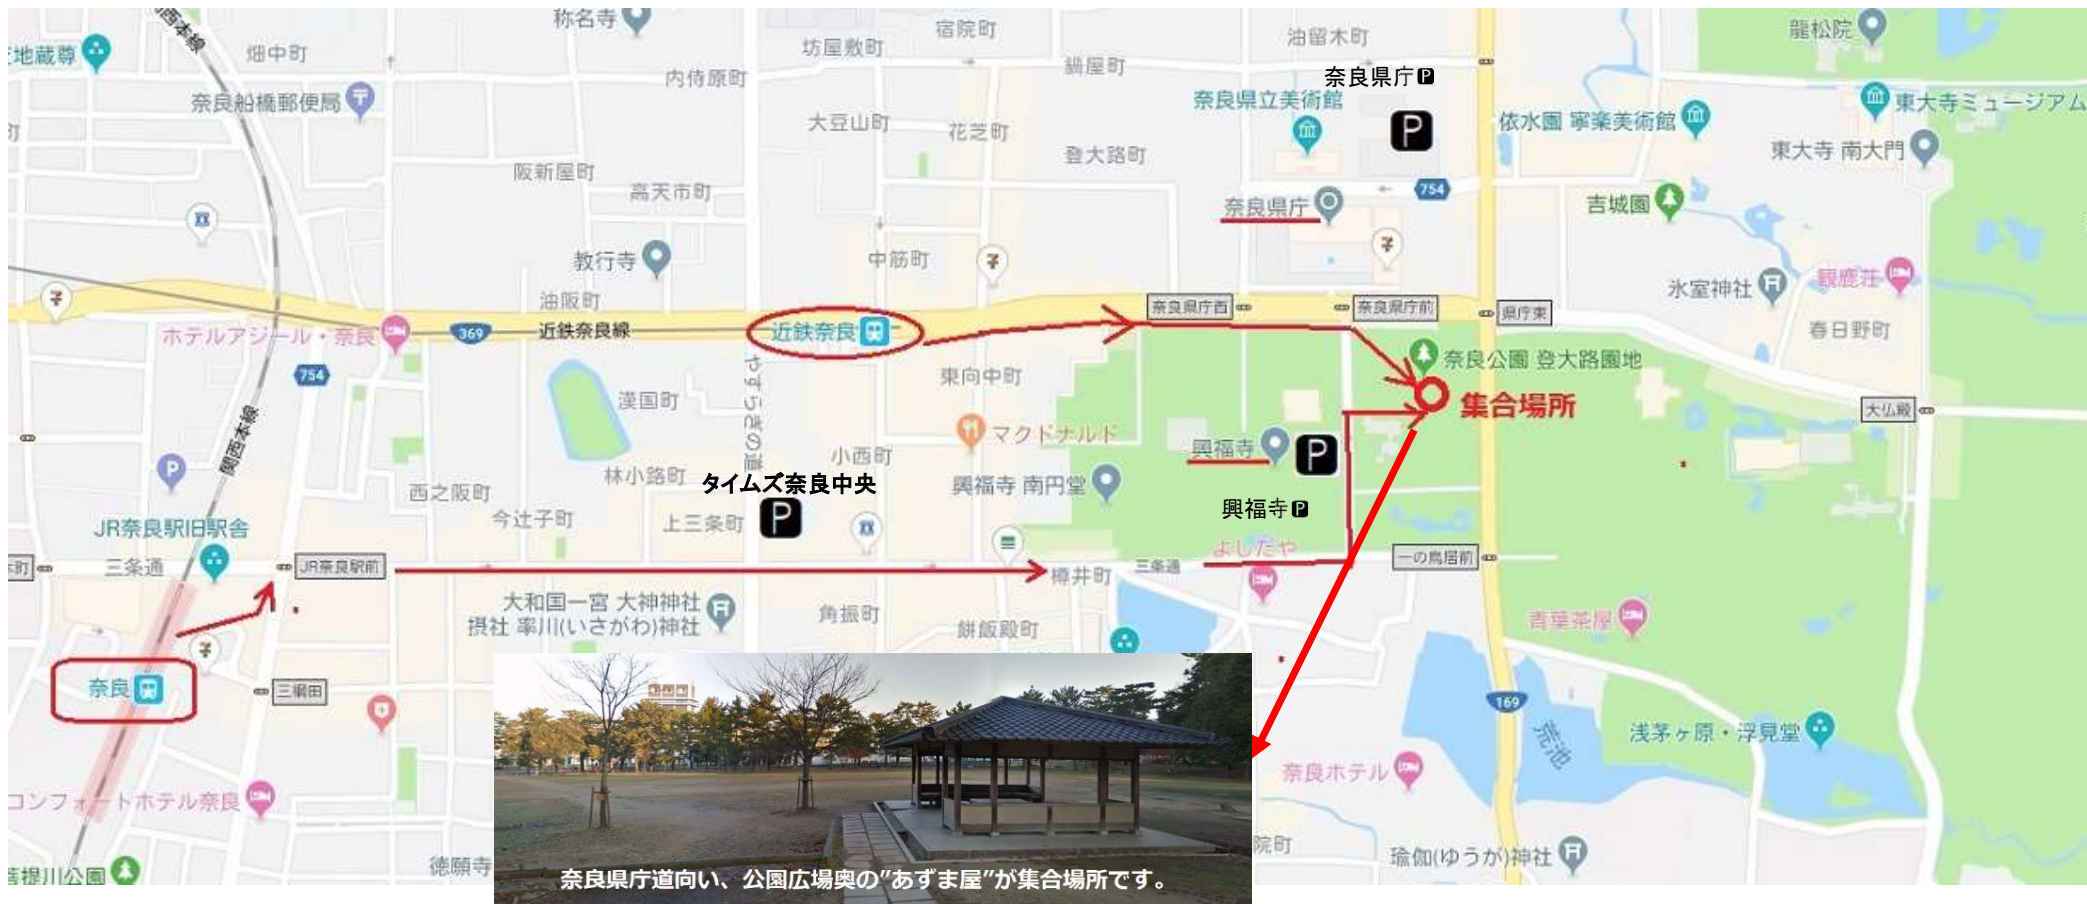 関西本線
称名寺
宿院町
油留木町
龍松院
地蔵尊
畑中町
坊屋敷町
内侍原町
鍋屋町
奈良県庁P
奈良船橋郵便局
奈良県立美術館
P
依水園 寧楽美術館
東大寺ミュージアム
大豆山町
花芝町
登大路町
東大寺 南大門
阪新屋町
高天市町
754
奈良県庁
吉城園
教行寺
中筋町
氷室神社
観鹿荘
油阪町
奈良県庁西
奈良県庁前
県庁東
春日野町
ホテルアジール・奈良
369
近鉄奈良線
近鉄奈良
奈良公園 登大路園地
754
やすらぎの道
東向中町
漢国町
集合場所
大仏殿
関西本線
マクドナルド
小西町
興福寺
P
P
林小路町
タイムズ奈良中央
興福寺 南円堂
西之阪町
今辻子町
上三条町
P
興福寺P
JR奈良駅旧駅舎
三条通
JR奈良駅前
樽井町
三条通
よしだや
一の鳥居前
大和国一宮 大神神社
摂社 率川(いさがわ)神社
角振町
餅飯殿町
青葉茶屋
奈良
三綱田
169
荒池
浅茅ヶ原・浮見堂
コンフォートホテル奈良
奈良ホテル
院町
瑜伽(ゆうが)神社
菩提川公園
徳願寺
奈良県庁道向い、公園広場奥の”あずま屋”が集合場所です。